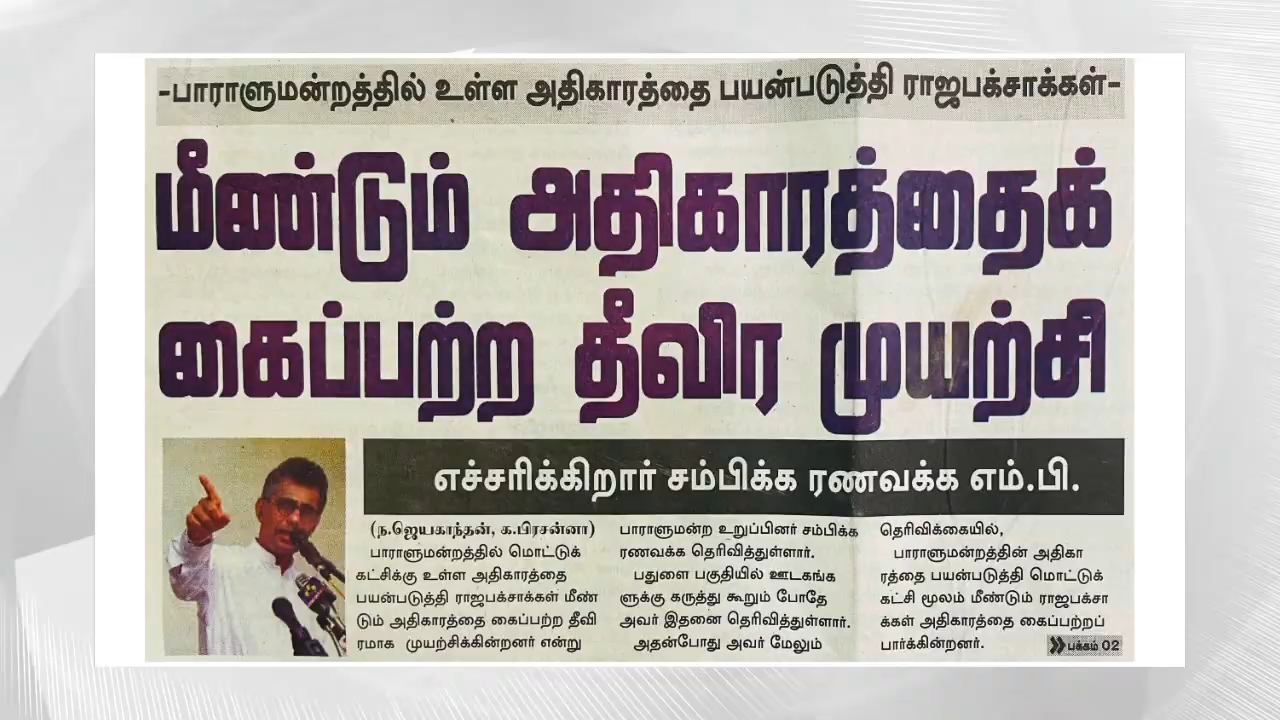 -பாராளுமன்றத்தில் உள்ள அதிகாரத்தை பயன்படுத்தி ராஜபக்சாக்கள்-
மீண்டும் அதிகாரத்தைக்
கைப்பற்ற தீவிர முயற்சி
எச்சரிக்கிறார் சம்பிக்க ரணவக்க எம்.பி.
(ந.ஜெயகாந்தன், க.பிரசன்னா)
பாராளுமன்றத்தில் மொட்டுக்
கட்சிக்கு உள்ள அதிகாரத்தை
பயன்படுத்தி ராஜபக்சாக்கள் மீண்
டும் அதிகாரத்தை கைப்பற்ற தீவி
ரமாக முயற்சிக்கின்றனர் என்று
பாராளுமன்ற உறுப்பினர் சம்பிக்க
ரணவக்க தெரிவித்துள்ளார்.
பதுளை பகுதியில் ஊடகங்க
ளுக்கு கருத்து கூறும் போதே
அவர் இதனை தெரிவித்துள்ளார்.
அதன்போது அவர் மேலும்
தெரிவிக்கையில்,
பாராளுமன்றத்தின் அதிகா
ரத்தை பயன்படுத்தி மொட்டுக்
கட்சி மூலம் மீண்டும் ராஜபக்சா
க்கள் அதிகாரத்தை கைப்பற்றப்
பார்க்கின்றனர்.
பக்கம் 02